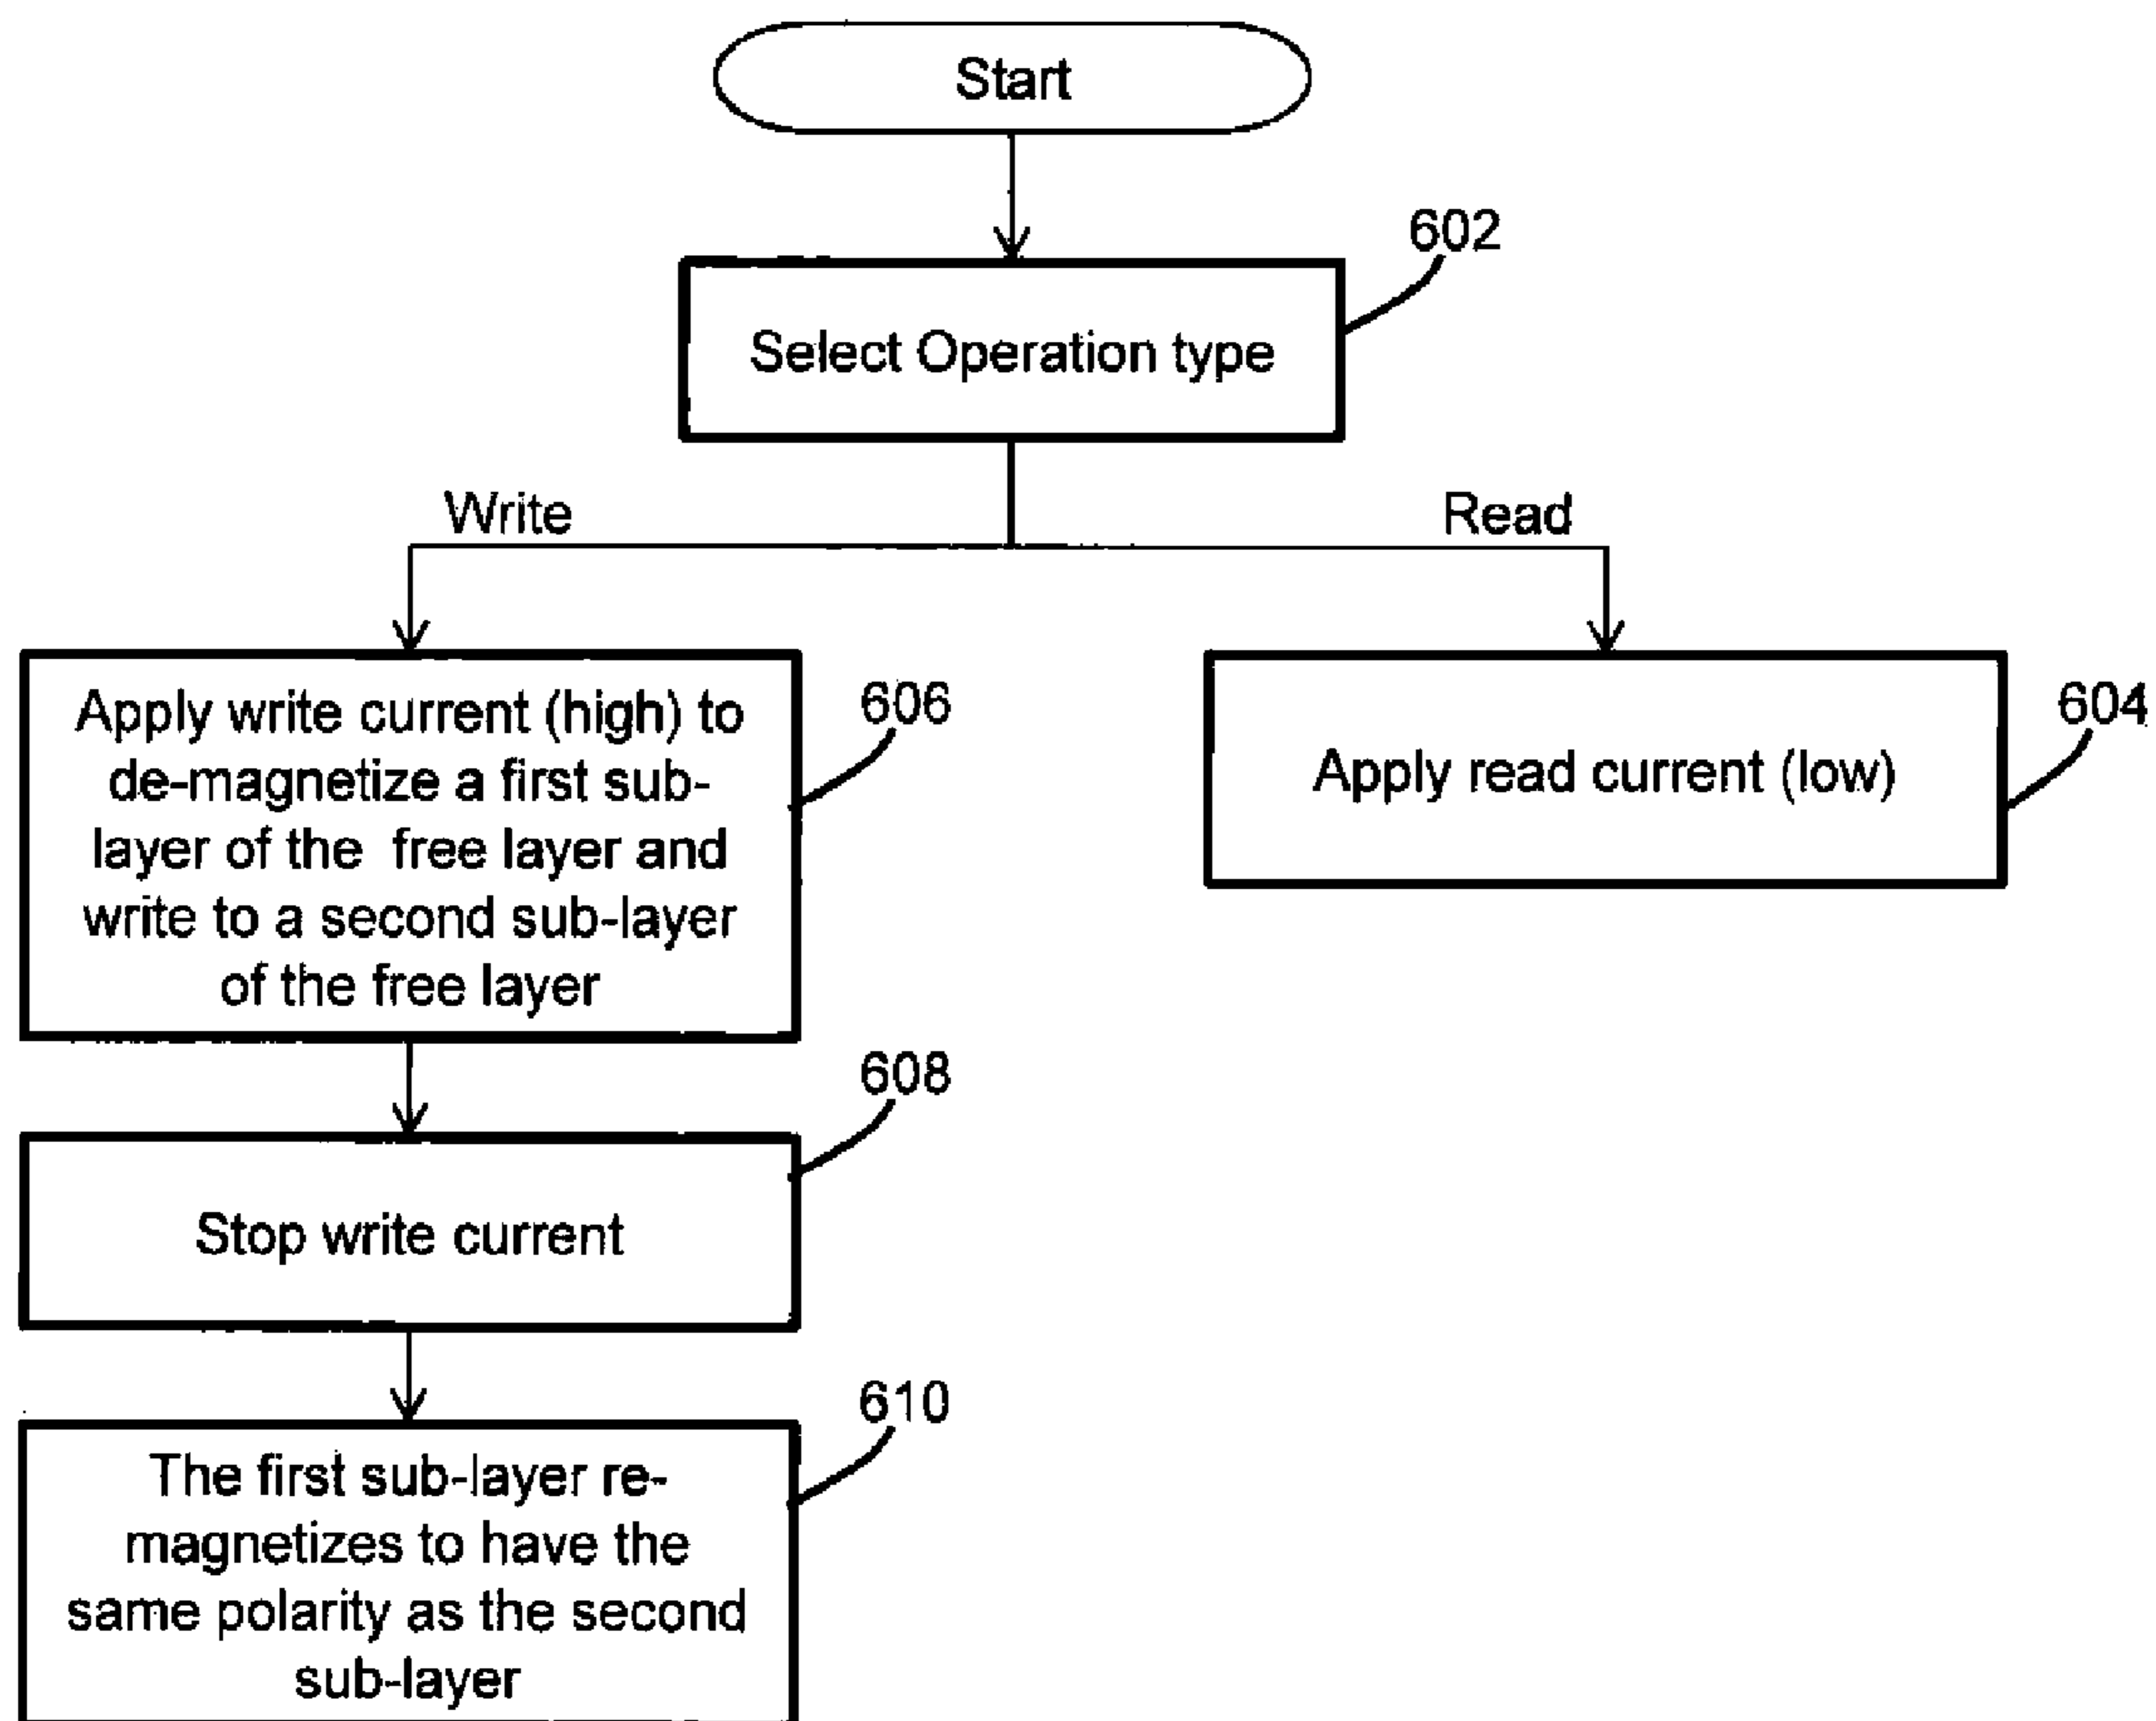 Start
602
Select Operation type
Write
Read
Apply write current (high) to
de-magnetize a first sub-
layer of the free layer and
write to a second sub-layer
of the free layer
606
Apply read current (low)
604
608
Stop write current
610
The first sub-layer re-
magnetizes to have the
same polarity as the second
sub-layer